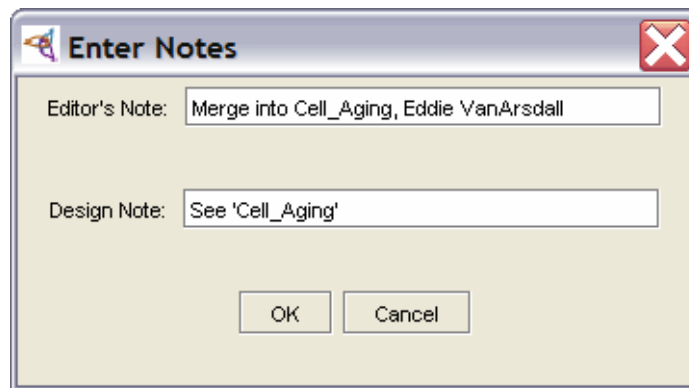 Enter Notes
Editor's Note: Merge into Cell_Aging, Eddie VanArsdall
Design Note: See 'Cell_Aging'
OK Cancel